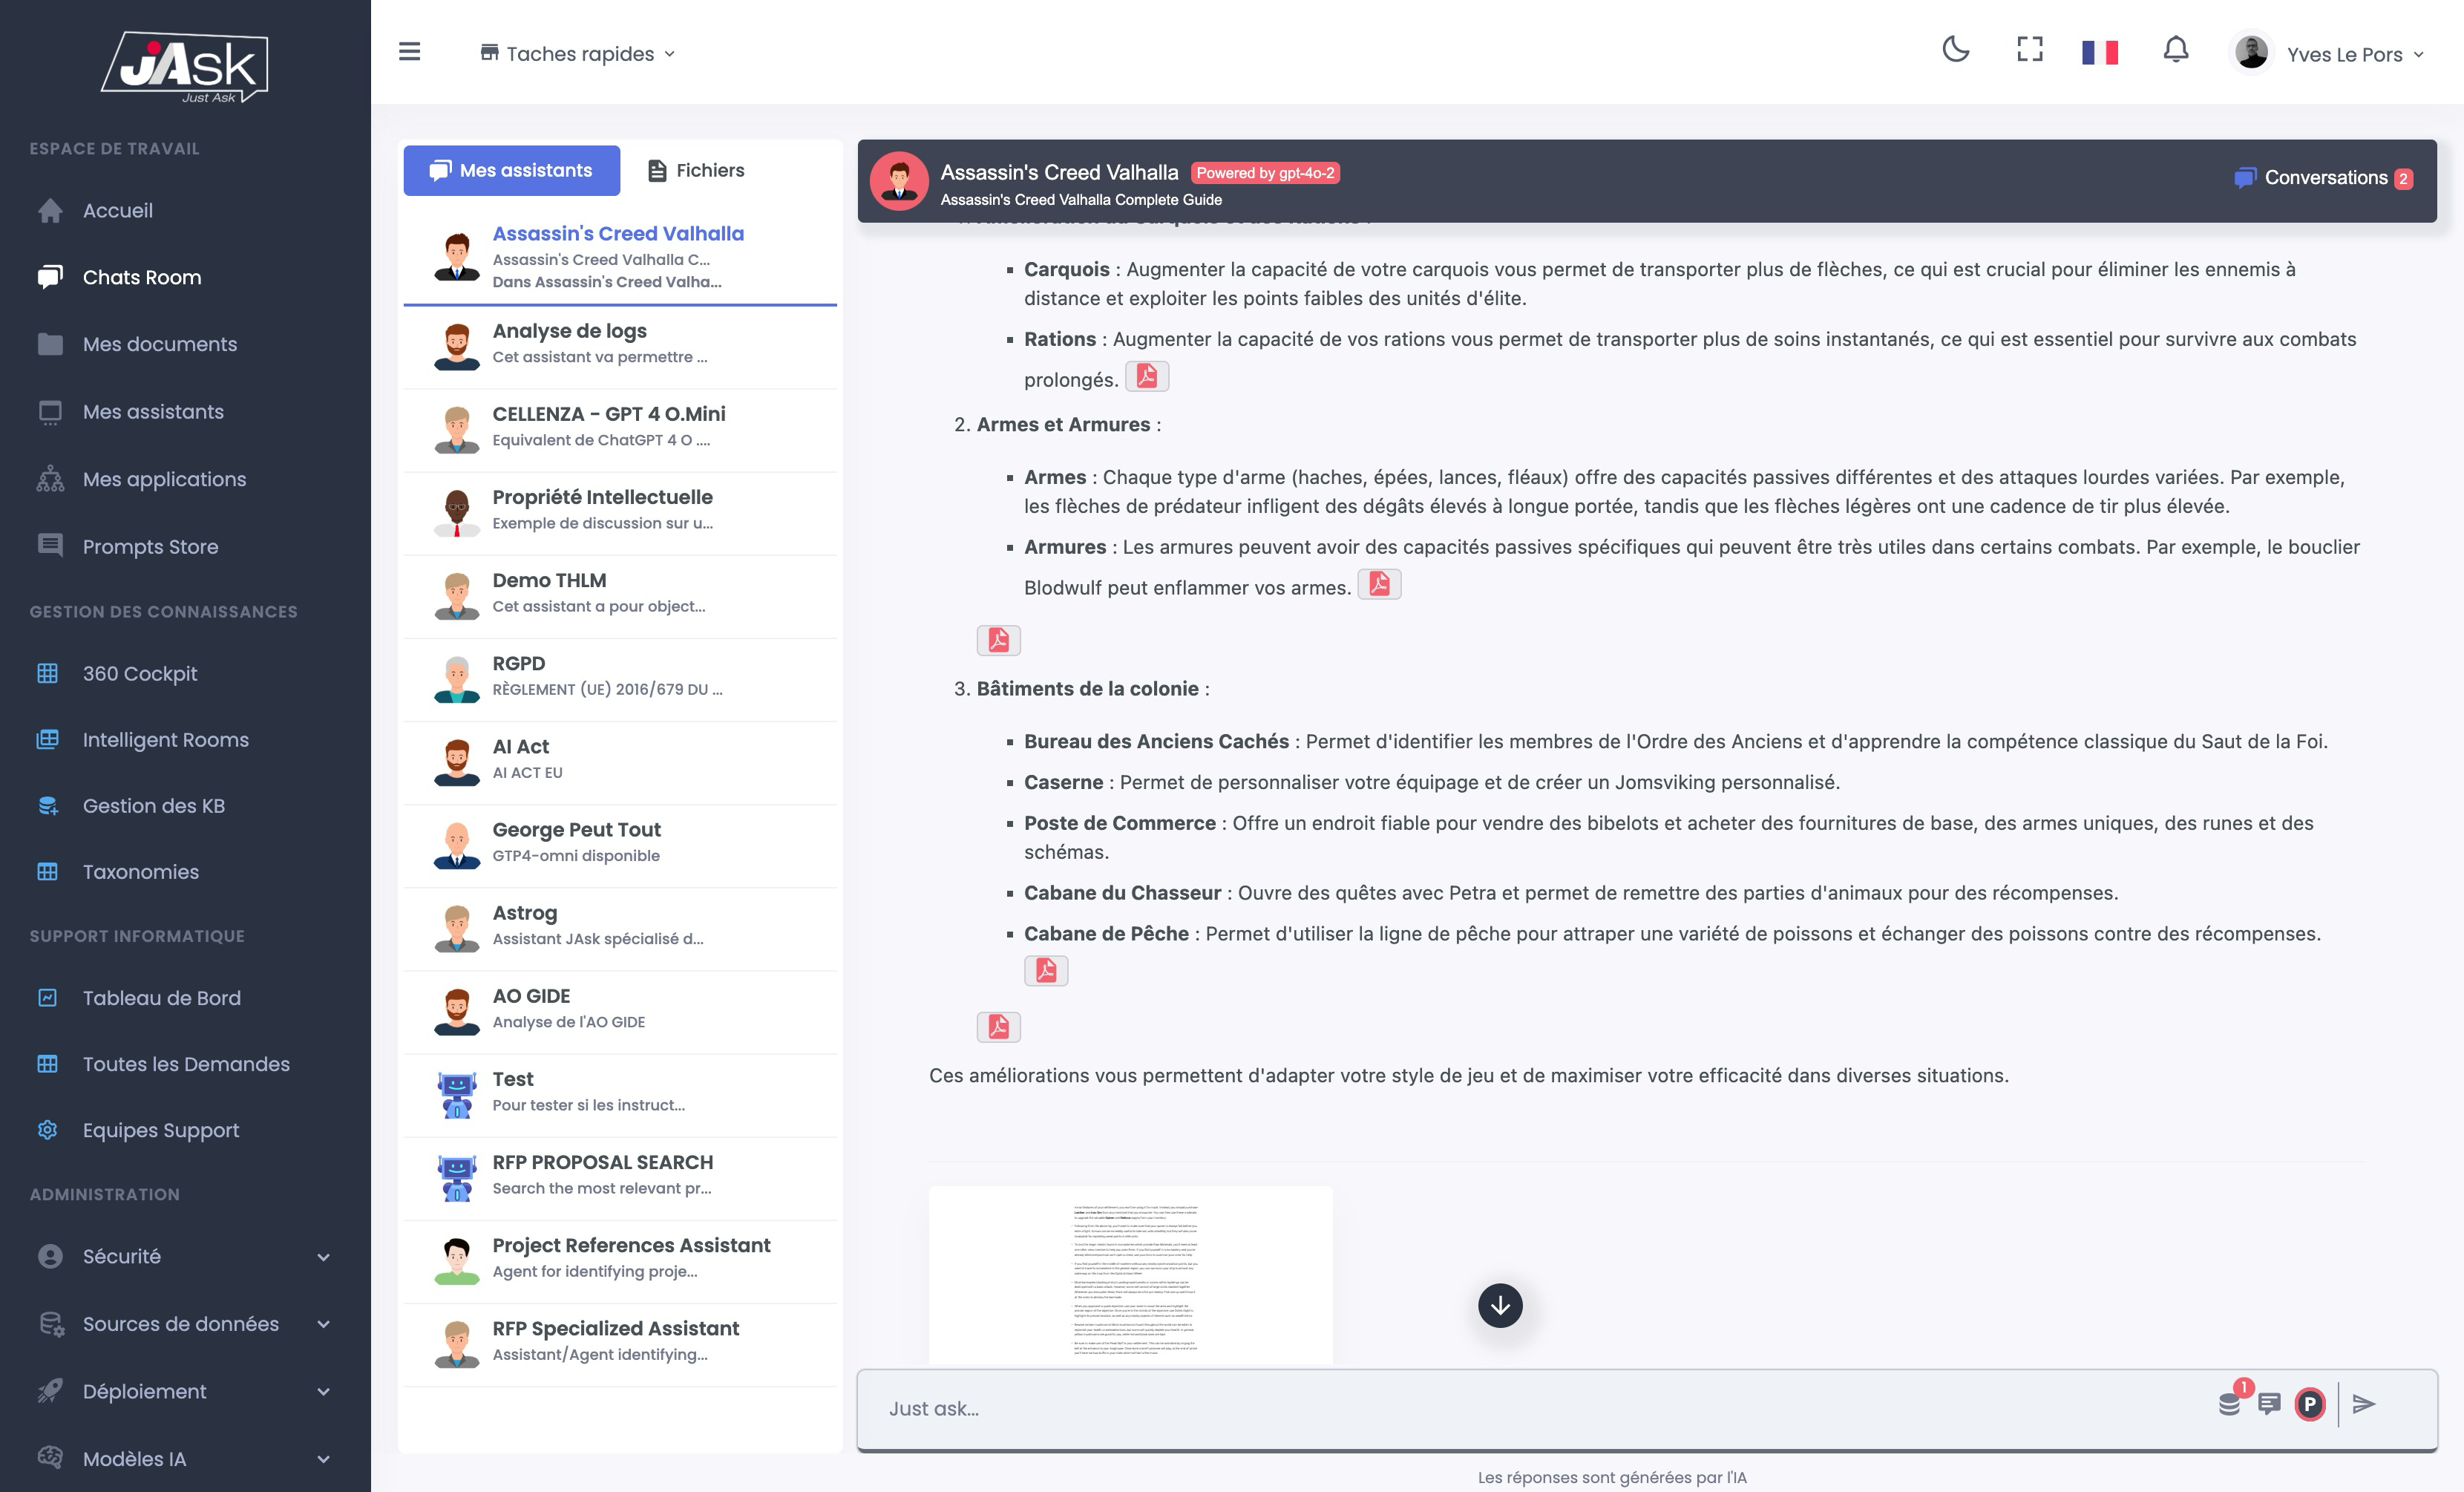 jAsk
Just Ask
ESPACE DE TRAVAIL
Accueil
Chats Room
Mes documents
Mes assistants
Mes applications
Prompts Store
GESTION DES CONNAISSANCES
360 Cockpit
Intelligent Rooms
Gestion des KB
Taxonomies
SUPPORT INFORMATIQUE
Tableau de Bord
Toutes les Demandes
Equipes Support
ADMINISTRATION
Sécurité
Sources de données
Déploiement
Modèles IA
Taches rapides
Yves Le Pors
Mes assistants
Fichiers
Assassin's Creed Valhalla
Assassin's Creed Valhalla C...
Dans Assassin's Creed Valha...
Analyse de logs
Cet assistant va permettre ...
CELLENZA - GPT 4 O.Mini
Equivalent de ChatGPT 4 O ....
Propriété Intellectuelle
Exemple de discussion sur u...
Demo THLM
Cet assistant a pour object...
RGPD
RÈGLEMENT (UE) 2016/679 DU ...
AI Act
AI ACT EU
George Peut Tout
GTP4-omni disponible
Astrog
Assistant JAsk spécialisé d...
AO GIDE
Analyse de l'AO GIDE
Test
Pour tester si les instruct...
RFP PROPOSAL SEARCH
Search the most relevant pr...
Project References Assistant
Agent for identifying proje...
RFP Specialized Assistant
Assistant/Agent identifying...
Assassin's Creed Valhalla Powered by gpt-4o-2
Assassin's Creed Valhalla Complete Guide
Conversations 2
▪ Carquois : Augmenter la capacité de votre carquois vous permet de transporter plus de flèches, ce qui est crucial pour éliminer les ennemis à
distance et exploiter les points faibles des unités d'élite.
▪ Rations : Augmenter la capacité de vos rations vous permet de transporter plus de soins instantanés, ce qui est essentiel pour survivre aux combats
prolongés.
2. Armes et Armures :
▪ Armes : Chaque type d'arme (haches, épées, lances, fléaux) offre des capacités passives différentes et des attaques lourdes variées. Par exemple,
les flèches de prédateur infligent des dégâts élevés à longue portée, tandis que les flèches légères ont une cadence de tir plus élevée.
▪ Armures : Les armures peuvent avoir des capacités passives spécifiques qui peuvent être très utiles dans certains combats. Par exemple, le bouclier
Blodwulf peut enflammer vos armes.
3. Bâtiments de la colonie :
▪ Bureau des Anciens Cachés : Permet d'identifier les membres de l'Ordre des Anciens et d'apprendre la compétence classique du Saut de la Foi.
▪ Caserne : Permet de personnaliser votre équipage et de créer un Jomsviking personnalisé.
▪ Poste de Commerce : Offre un endroit fiable pour vendre des bibelots et acheter des fournitures de base, des armes uniques, des runes et des
schémas.
▪ Cabane du Chasseur : Ouvre des quêtes avec Petra et permet de remettre des parties d'animaux pour des récompenses.
▪ Cabane de Pêche : Permet d'utiliser la ligne de pêche pour attraper une variété de poissons et échanger des poissons contre des récompenses.
Ces améliorations vous permettent d'adapter votre style de jeu et de maximiser votre efficacité dans diverses situations.
Just ask...
1
P
Les réponses sont générées par l'IA